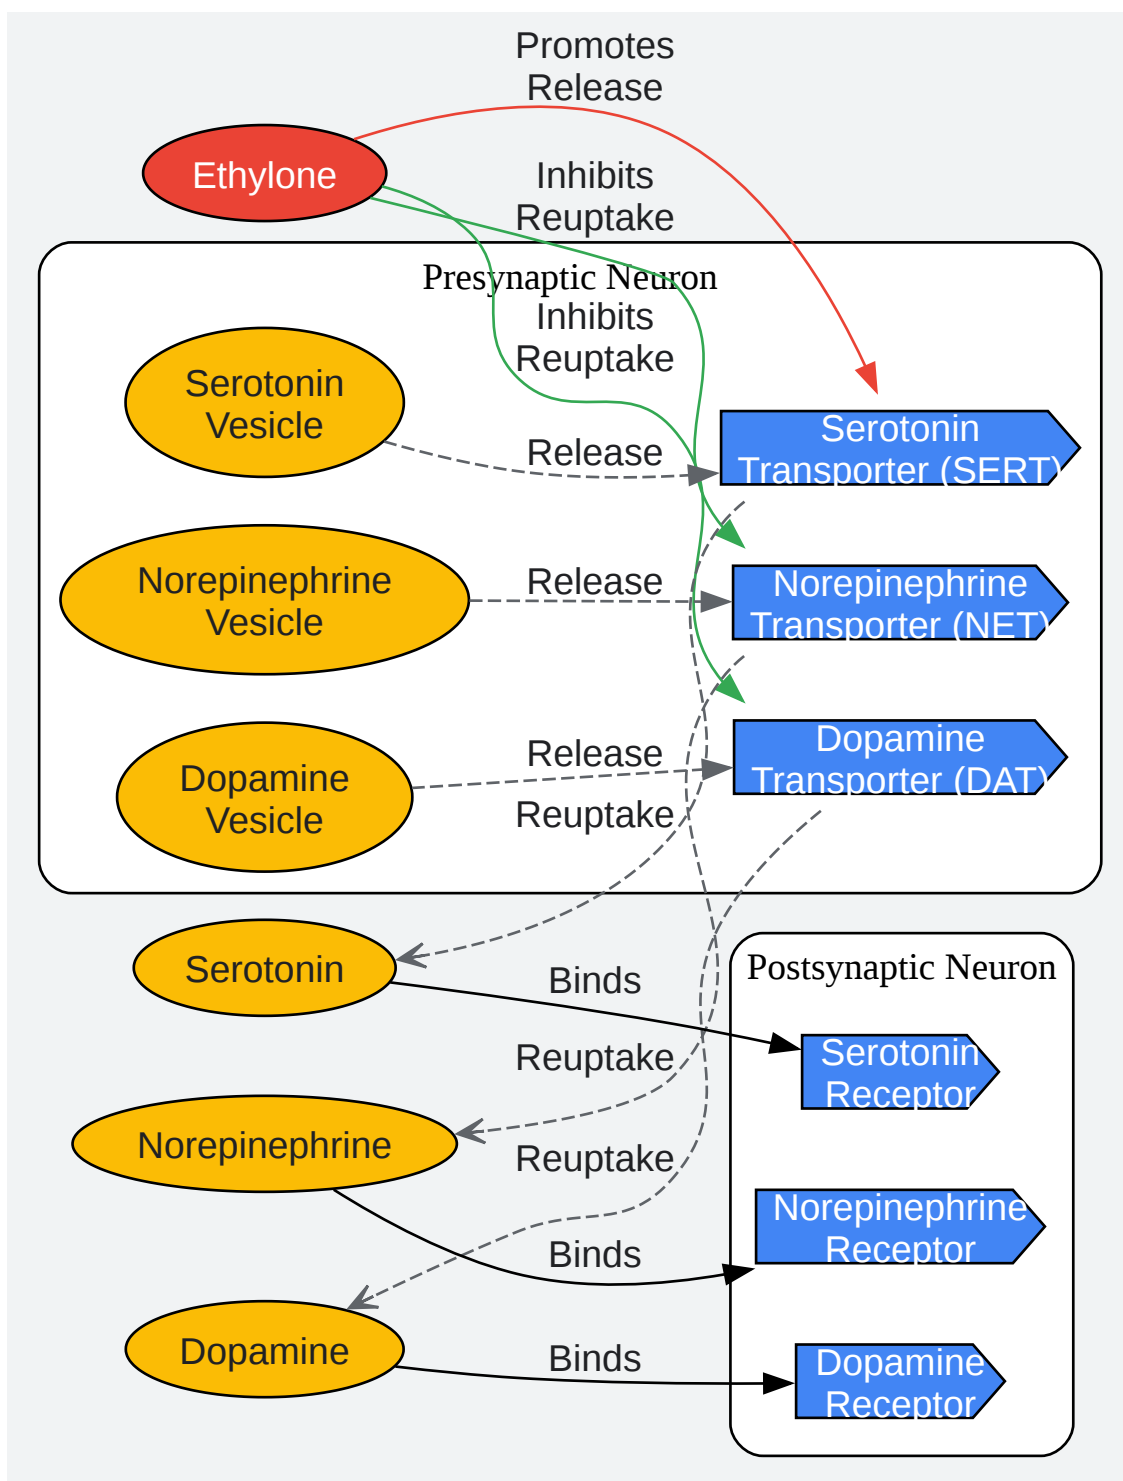 Promotes
Release
Ethylone
Inhibits
Reuptake
Presynaptic Neuron
Inhibits
Reuptake
Serotonin
Vesicle
Release
Serotonin
Transporter (SERT)
Norepinephrine
Vesicle
Release
Norepinephrine
Transporter (NET)
Dopamine
Vesicle
Release
Dopamine
Transporter (DAT)
Reuptake
Serotonin
Binds
Postsynaptic Neuron
Serotonin
Receptor
Reuptake
Norepinephrine
Reuptake
Binds
Norepinephrine
Receptor
Dopamine
Binds
Dopamine
Receptor